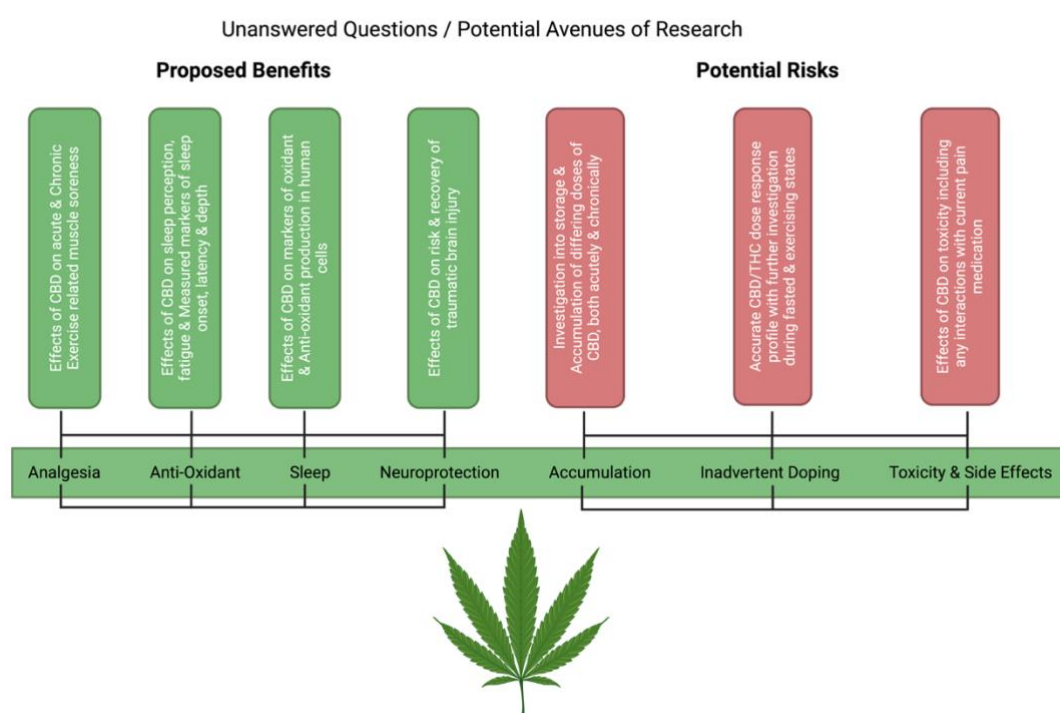 Unanswered Questions / Potential Avenues of Research
Proposed Benefits
Potential Risks
Effects of CBD on acute & Chronic
Exercise related muscle soreness
Effects of CBD on sleep perception,
fatigue & Measured markers of sleep
onset, latency & depth
Effects of CBD on markers of oxidant
& Anti-oxidant production in human
cells
Effects of CBD on risk & recovery of
traumatic brain injury
Investigation into storage &
Accumulation of differing doses of
CBD, both acutely & chronically
Accurate CBD/THC dose response
profile with further investigation
during fasted & exercising states
Effects of CBD on toxicity including
any interactions with current pain
medication
Analgesia
Anti-Oxidant
Sleep
Neuroprotection
Accumulation
Inadvertent Doping
Toxicity & Side Effects